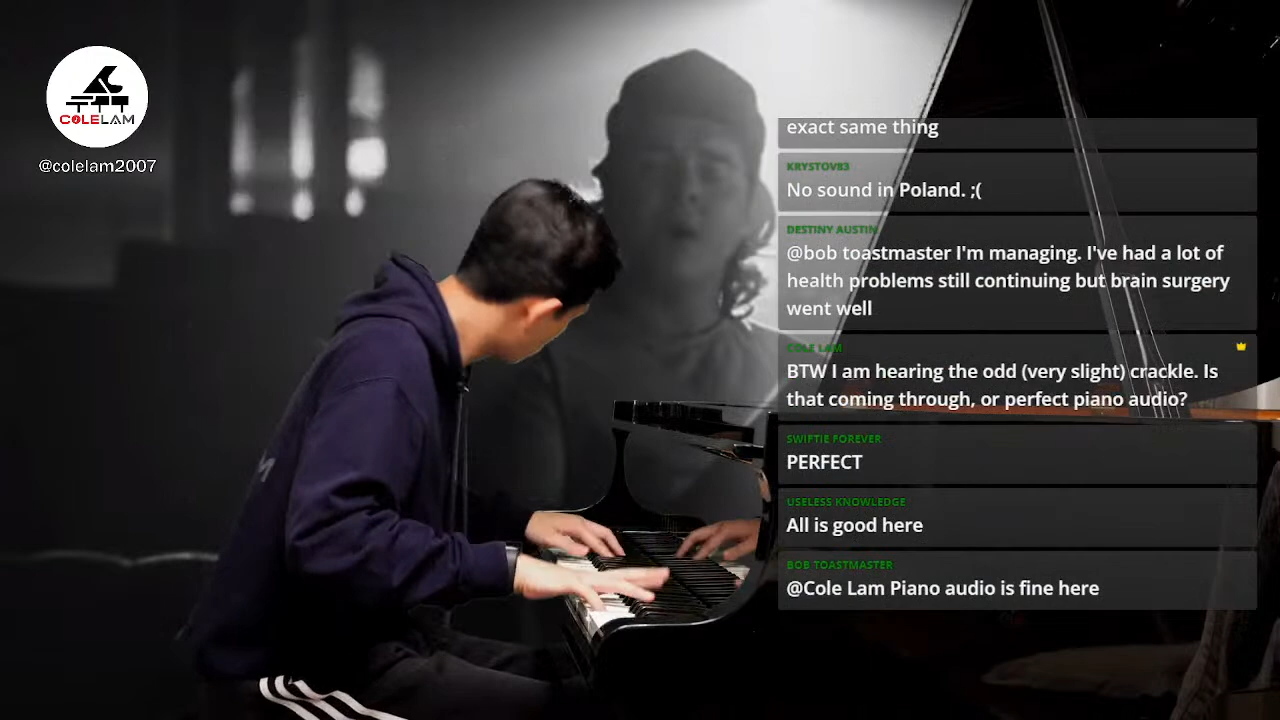 COLELAM
@colelam2007
exact same thing
KRYSTOV83
No sound in Poland. ;(
DESTINY AUSTIN
@bob toastmaster I'm managing. I've had a lot of
health problems still continuing but brain surgery
went well
COLE LAM
BTW I am hearing the odd (very slight) crackle. Is
that coming through, or perfect piano audio?
SWIFTIE FOREVER
PERFECT
USELESS KNOWLEDGE
All is good here
BOB TOASTMASTER
@Cole Lam Piano audio is fine here